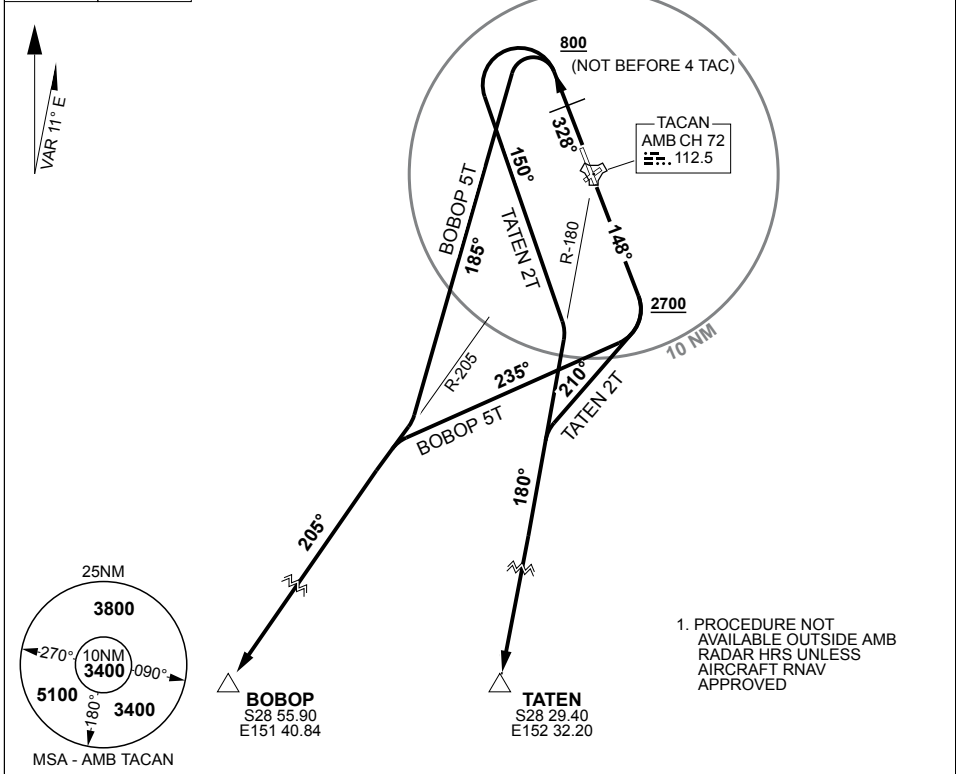 VAR 11° E
800
(NOT BEFORE 4 TAC)
328°
TACAN
AMB CH 72
112.5
BOBOP 5T
185°
150°
TATEN 2T
R-180
148°
2700
10 NM
R-205
235°
BOBOP 5T
210°
TATEN 2T
180°
205°
25NM
3800
270°
10NM
3400
090°
5100
180°
3400
MSA - AMB TACAN
BOBOP
S28 55.90
E151 40.84
TATEN
S28 29.40
E152 32.20
1. PROCEDURE NOT
AVAILABLE OUTSIDE AMB
RADAR HRS UNLESS
AIRCRAFT RNAV
APPROVED